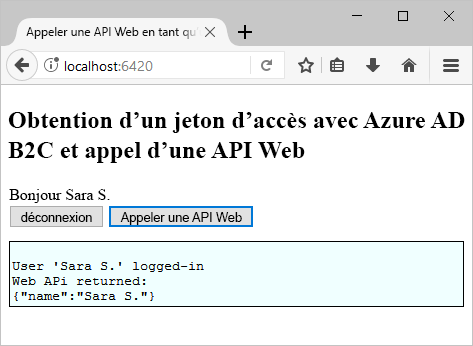 Appeler une API Web en tant qu
localhost:6420
Obtention d’un jeton d’accès avec Azure AD
B2C et appel d’une API Web
Bonjour Sara S.
déconnexion Appeler une API Web
User 'Sara S.' logged-in
Web APi returned:
{"name":"Sara S."}